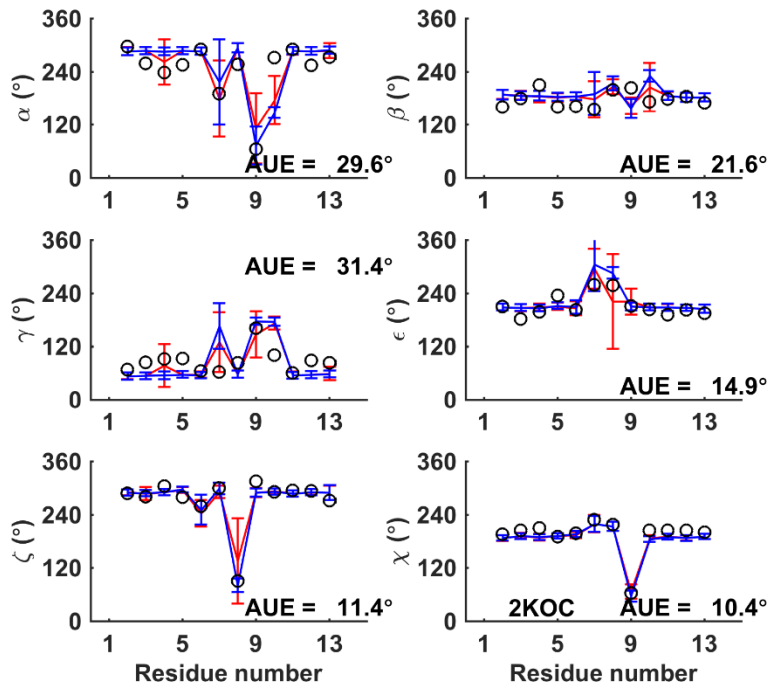 360
240
120
0
α (°)
AUE = 29.6°
1 5 9 13
360
240
120
0
β (°)
AUE = 21.6°
1 5 9 13
360
240
120
0
γ (°)
AUE = 31.4°
1 5 9 13
360
240
120
0
ϵ (°)
AUE = 14.9°
1 5 9 13
360
240
120
0
ζ (°)
AUE = 11.4°
1 5 9 13
Residue number
360
240
120
0
χ (°)
2KOC AUE = 10.4°
1 5 9 13
Residue number